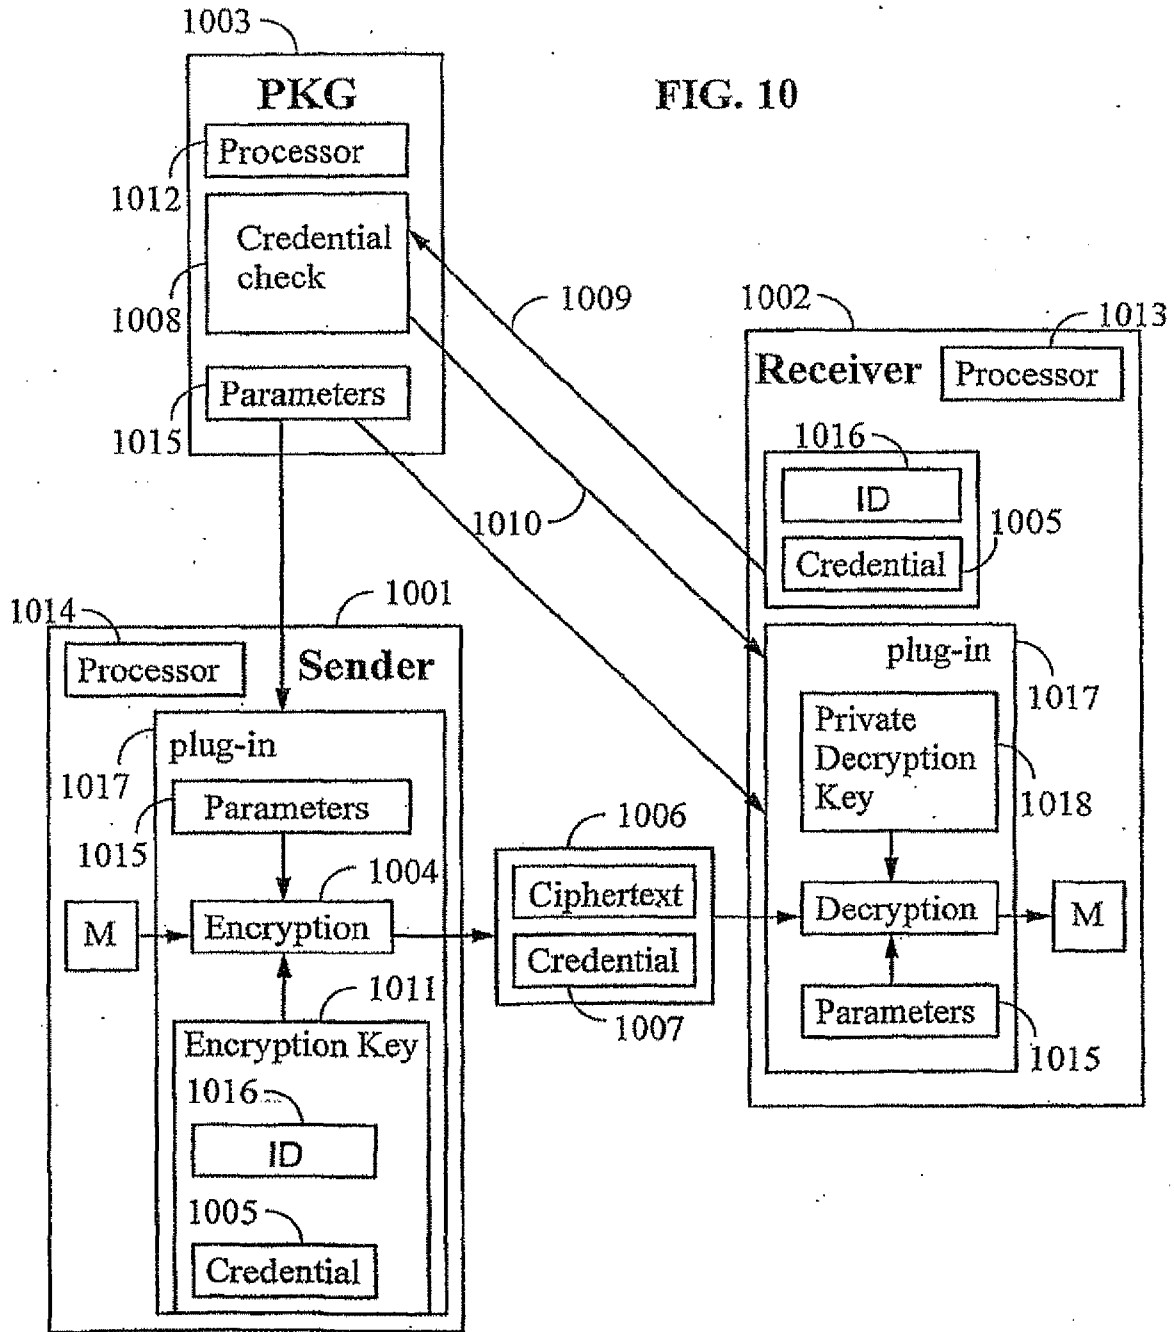 1003
FIG. 10
PKG
Processor
1012
Credential
check
1008
Parameters
1015
1009
1010
1002
1013
Receiver
Processor
1016
ID
1005
Credential
plug-in
1017
Private
Decryption
Key
1018
Decryption
M
Parameters
1015
1014
1001
Processor
Sender
plug-in
1017
Parameters
1015
1004
M
Encryption
1011
Encryption Key
1016
ID
1005
Credential
1006
Ciphertext
Credential
1007